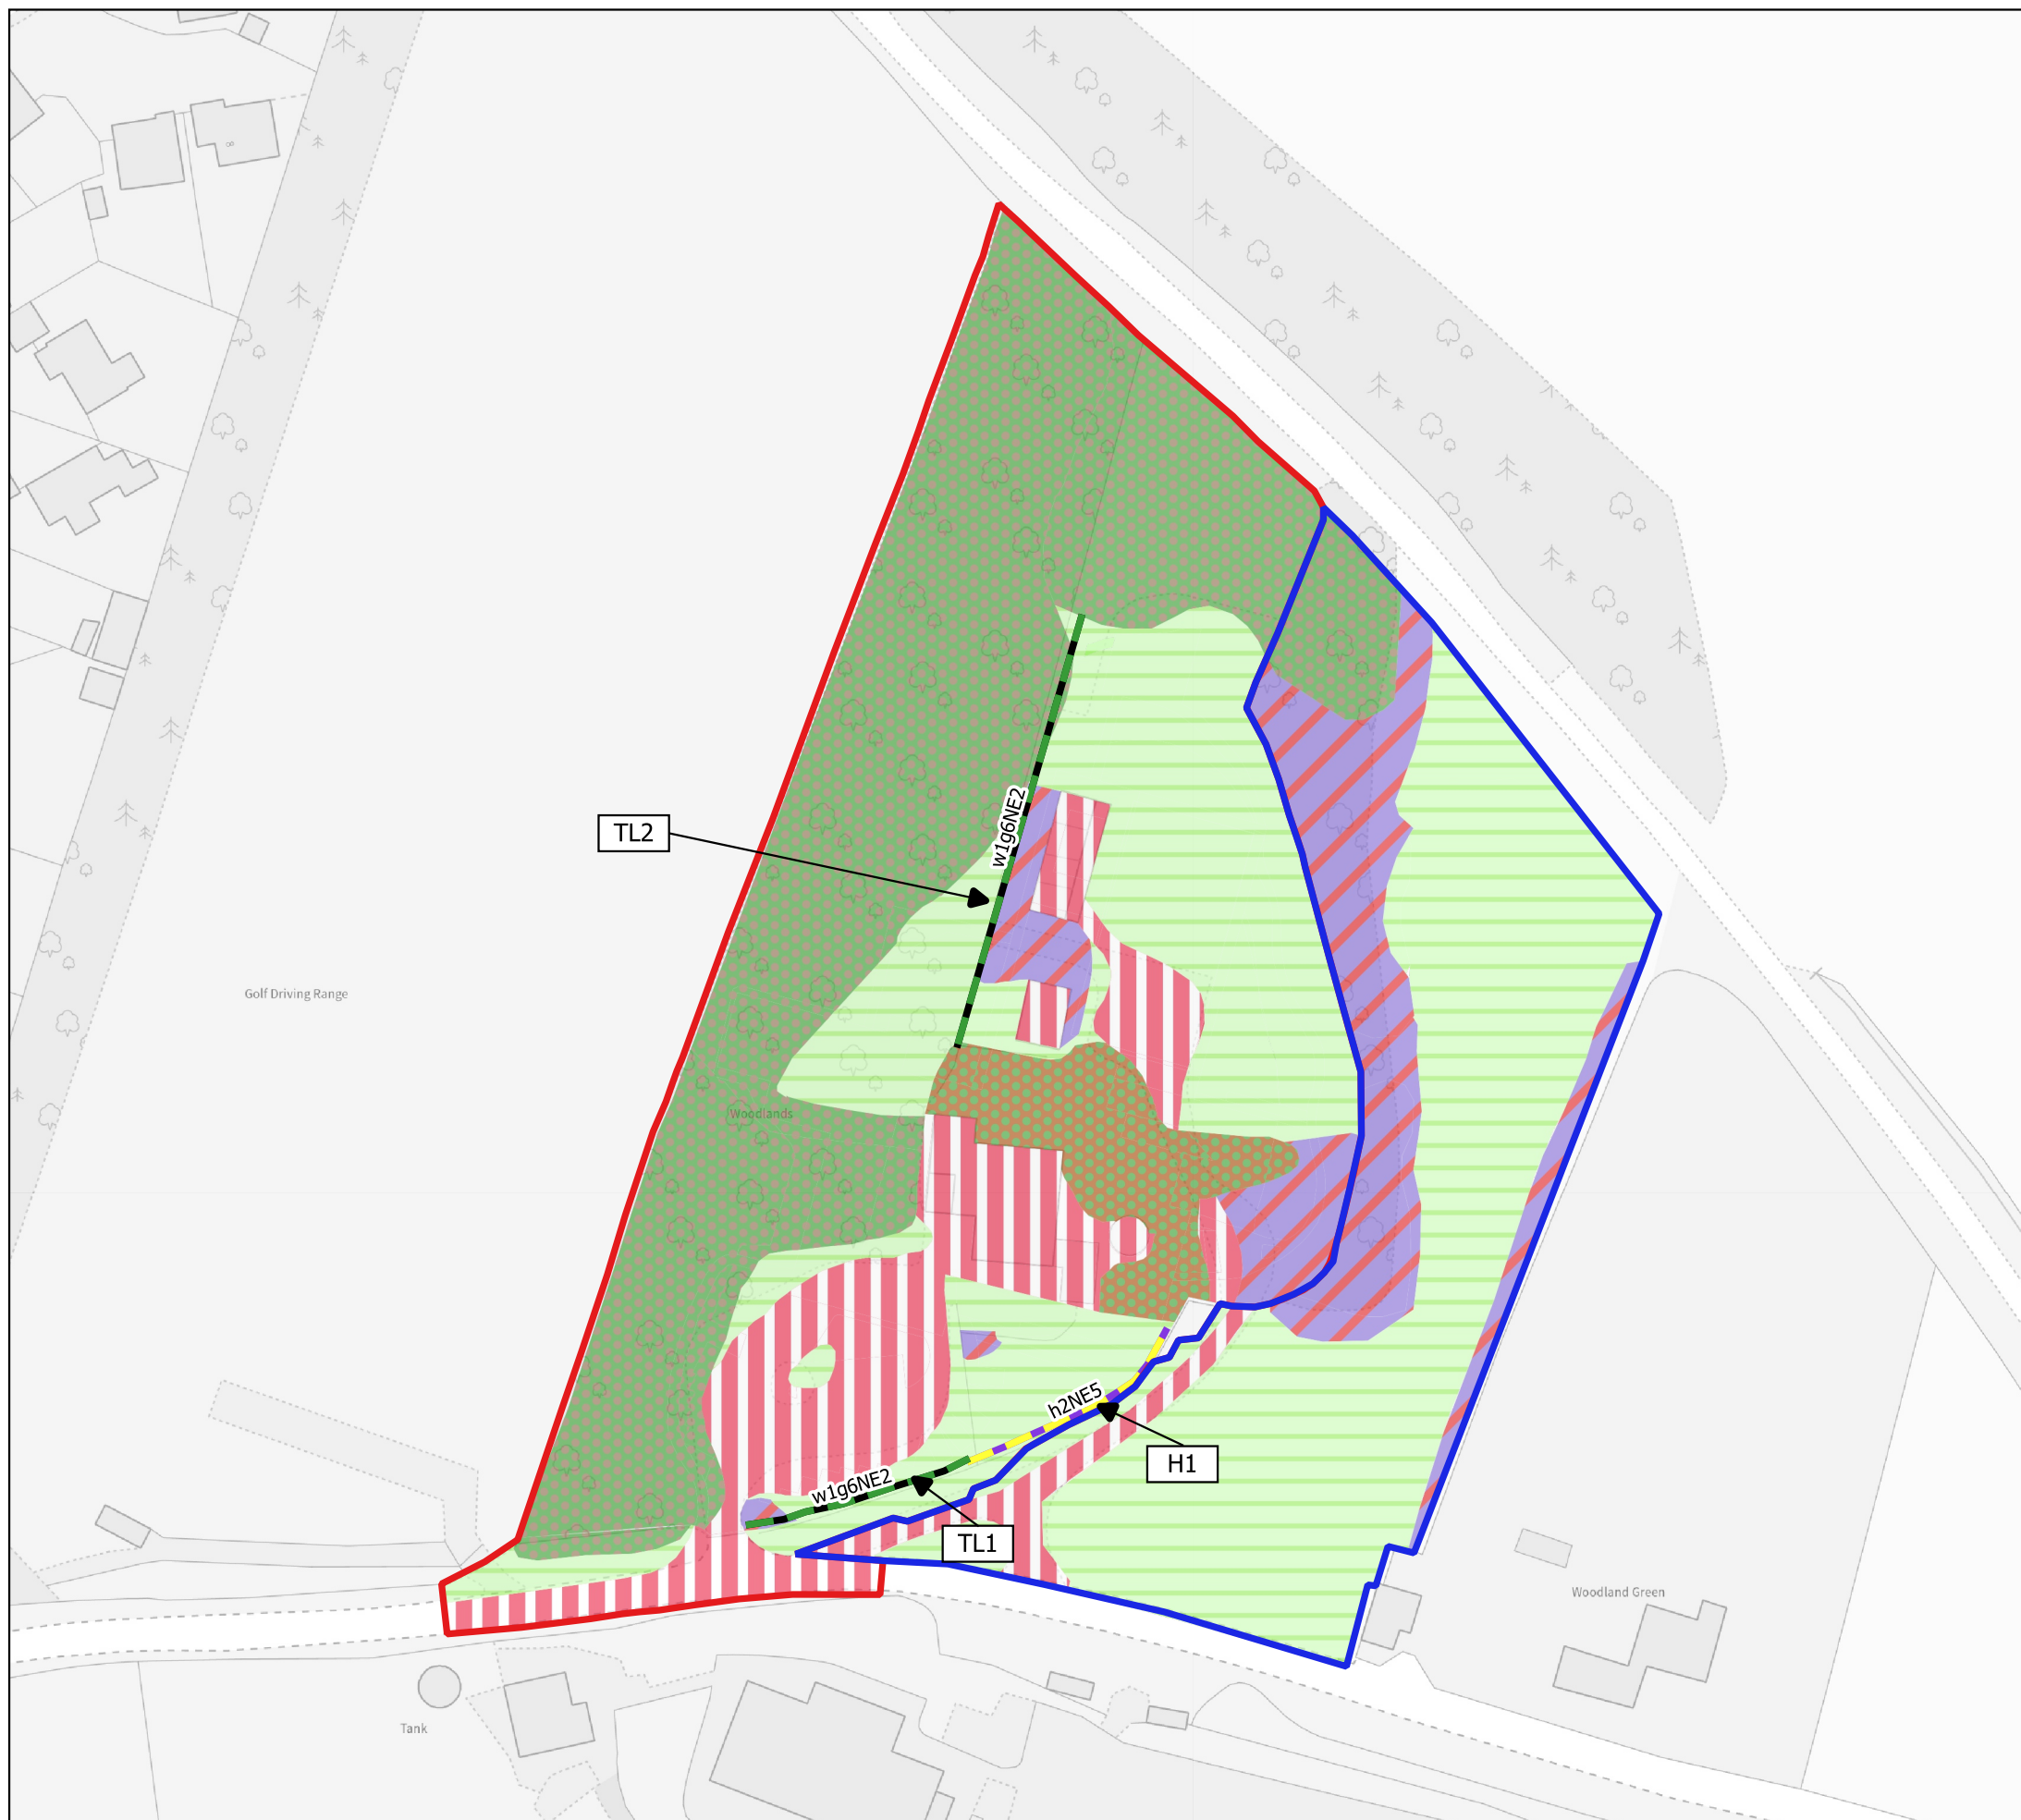 w1g6NE2
TL2
Golf Driving Range
Woodlands
h2NE5
H1
w1g6NE2
TL1
Woodland Green
Tank